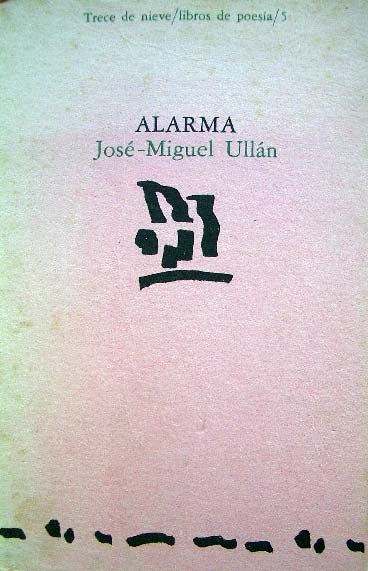 Trece de nieve/libros de poesía/5
ALARMA
José-Miguel Ullán